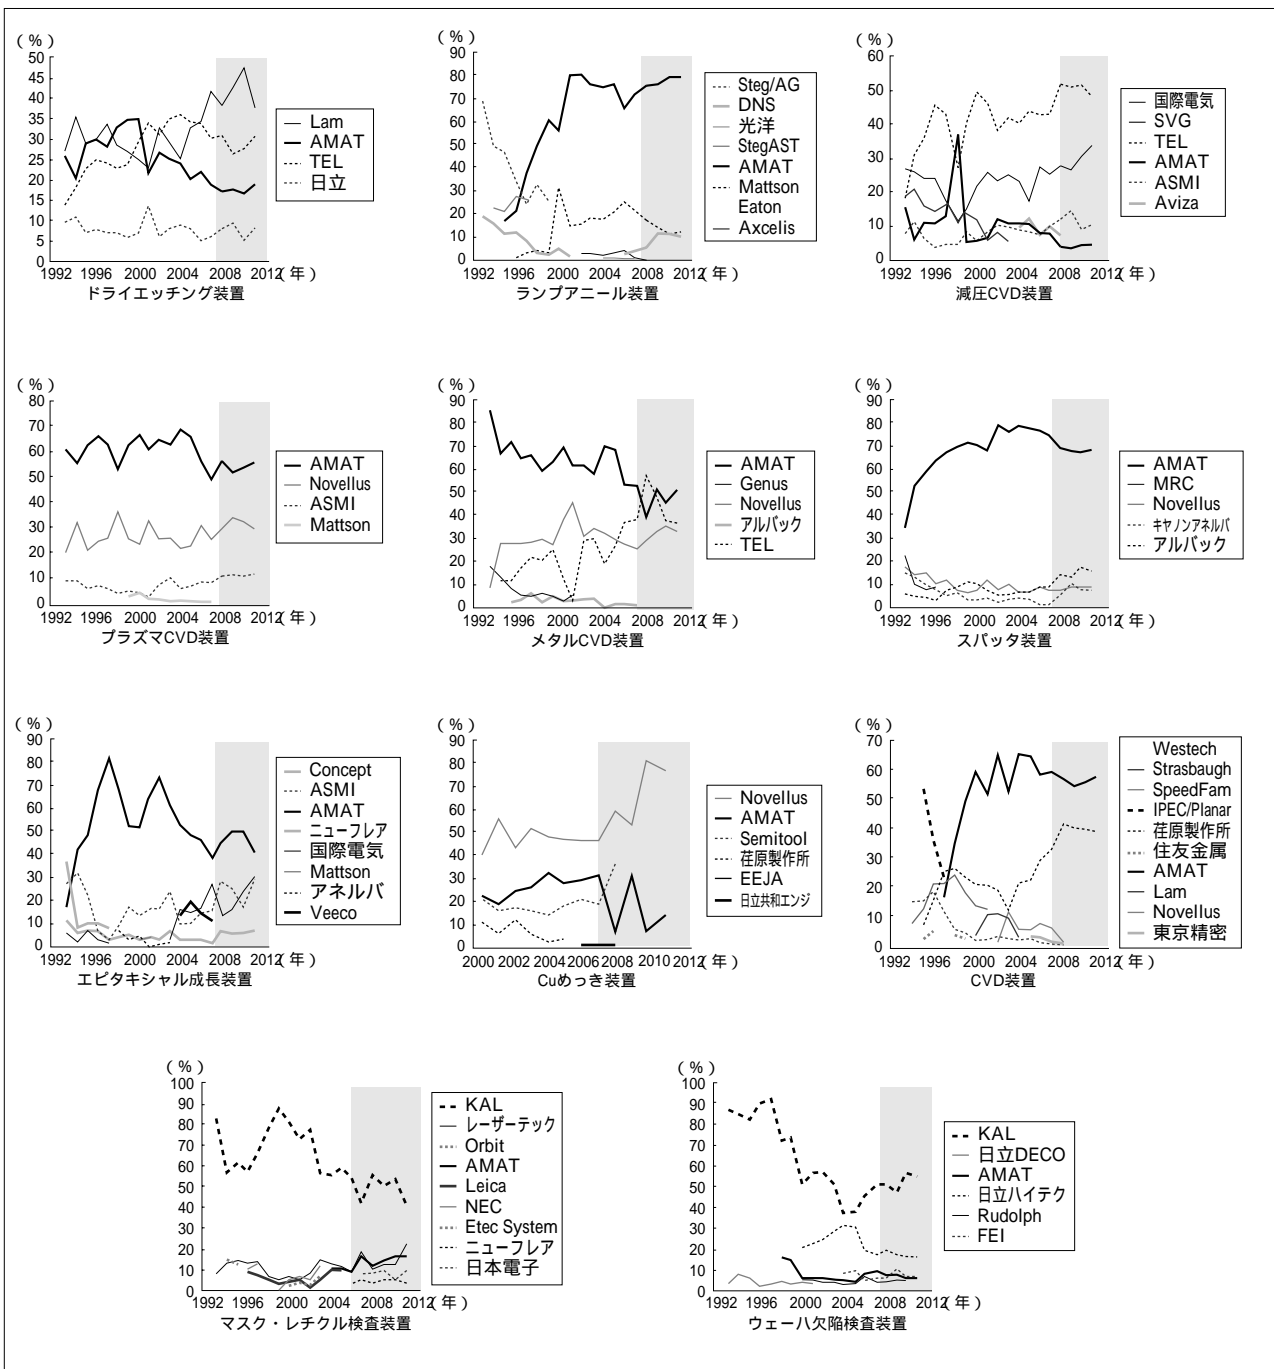 (%)
50
45
40
35
30
25
20
15
10
5
0
1992 1996 2000 2004 2008 2012(年)
ドライエッチング装置
Lam
AMAT
TEL
日立
(%)
90
80
70
60
50
40
30
20
10
0
1992 1996 2000 2004 2008 2012(年)
ランプアニール装置
Steg/AG
DNS
光洋
StegAST
AMAT
Mattson
Eaton
Axcelis
(%)
60
50
40
30
20
10
0
1992 1996 2000 2004 2008 2012(年)
減圧CVD装置
国際電気
SVG
TEL
AMAT
ASMI
Aviza
(%)
80
70
60
50
40
30
20
10
0
1992 1996 2000 2004 2008 2012(年)
プラズマCVD装置
AMAT
Novellus
ASMI
Mattson
(%)
90
80
70
60
50
40
30
20
10
0
1992 1996 2000 2004 2008 2012(年)
メタルCVD装置
AMAT
Genus
Novellus
アルバック
TEL
(%)
90
80
70
60
50
40
30
20
10
0
1992 1996 2000 2004 2008 2012(年)
スパッタ装置
AMAT
MRC
Novellus
キヤノンアネルバ
アルバック
(%)
90
80
70
60
50
40
30
20
10
0
1992 1996 2000 2004 2008 2012(年)
エピタキシャル成長装置
Concept
ASMI
AMAT
ニューフレア
国際電気
Mattson
アネルバ
Veeco
(%)
90
80
70
60
50
40
30
20
10
0
2000 2002 2004 2006 2008 2010 2012(年)
Cuめっき装置
Novellus
AMAT
Semitool
荏原製作所
EEJA
日立共和エンジ
(%)
70
60
50
40
30
20
10
0
1992 1996 2000 2004 2008 2012(年)
CVD装置
Westech
Strasbaugh
SpeedFam
IPEC/Planar
荏原製作所
住友金属
AMAT
Lam
Novellus
東京精密
(%)
100
90
80
70
60
50
40
30
20
10
0
1992 1996 2000 2004 2008 2012(年)
マスク・レチクル検査装置
KAL
レーザーテック
Orbit
AMAT
Leica
NEC
Etec System
ニューフレア
日本電子
(%)
100
90
80
70
60
50
40
30
20
10
0
1992 1996 2000 2004 2008 2012(年)
ウェーハ欠陥検査装置
KAL
日立DECO
AMAT
日立ハイテク
Rudolph
FEI